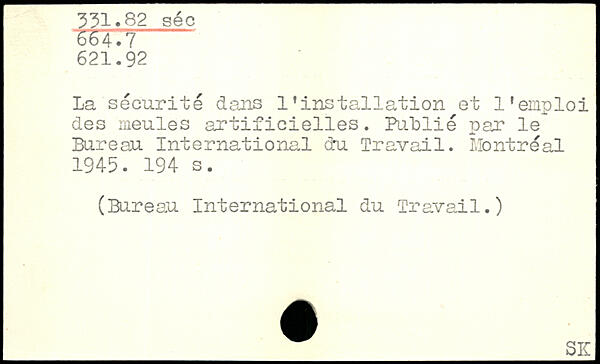 331.82 séc
664.7
621.92
La sécurité dans l'installation et l'emploi
des meules artificielles. Publié par le
Bureau International du Travail. Montréal
1945. 194 s.
(Bureau International du Travail.)
SK